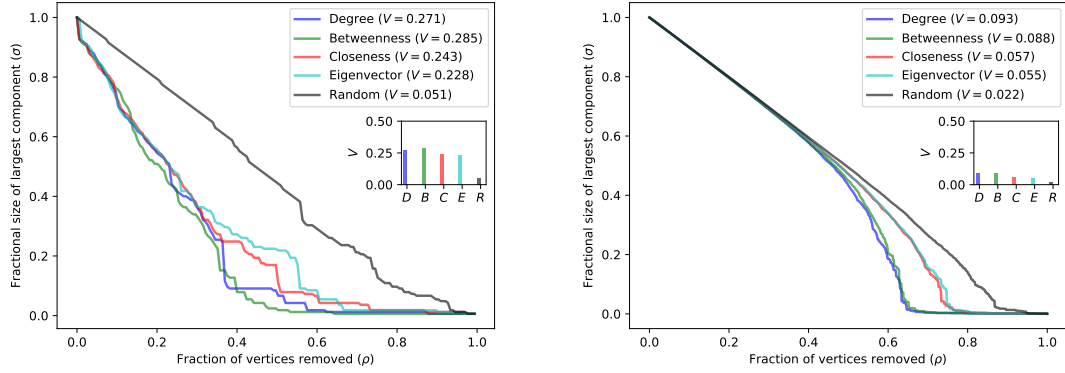 Degree (V = 0.271)
Betweenness (V = 0.285)
Closeness (V = 0.243)
Eigenvector (V = 0.228)
Random (V = 0.051)
1.0
0.8
0.6
0.4
0.2
0.0
Fractional size of largest component (σ)
0.50
0.25
0.00
V
D B C E R
0.0 0.2 0.4 0.6 0.8 1.0
Fraction of vertices removed (ρ)
Degree (V = 0.093)
Betweenness (V = 0.088)
Closeness (V = 0.057)
Eigenvector (V = 0.055)
Random (V = 0.022)
1.0
0.8
0.6
0.4
0.2
0.0
Fractional size of largest component (σ)
0.50
0.25
0.00
V
D B C E R
0.0 0.2 0.4 0.6 0.8 1.0
Fraction of vertices removed (ρ)